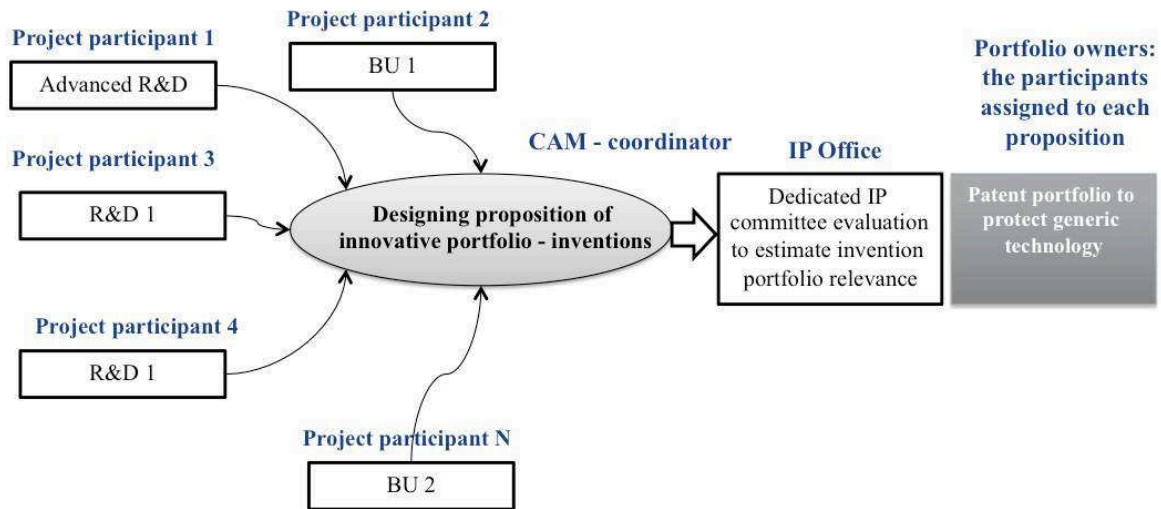 Project participant 1
Advanced R&D
Project participant 2
BU 1
Project participant 3
R&D 1
Project participant 4
R&D 1
Project participant N
BU 2
CAM - coordinator
Designing proposition of
innovative portfolio - inventions
IP Office
Dedicated IP
committee evaluation
to estimate invention
portfolio relevance
Portfolio owners:
the participants
assigned to each
proposition
Patent portfolio to
protect generic
technology